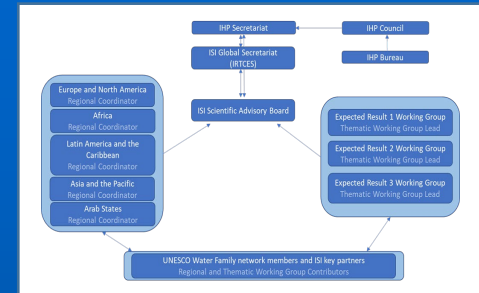 IHP Secretariat
IHP Council
ISI Global Secretariat
(IRTCES)
IHP Bureau
Europe and North America
Regional Coordinator
Africa
Regional Coordinator
Latin America and the
Caribbean
Regional Coordinator
Asia and the Pacific
Regional Coordinator
Arab States
Regional Coordinator
ISI Scientific Advisory Board
Expected Result 1 Working Group
Thematic Working Group Lead
Expected Result 2 Working Group
Thematic Working Group Lead
Expected Result 3 Working Group
Thematic Working Group Lead
UNESCO Water Family network members and ISI key partners
Regional and Thematic Working Group Contributors